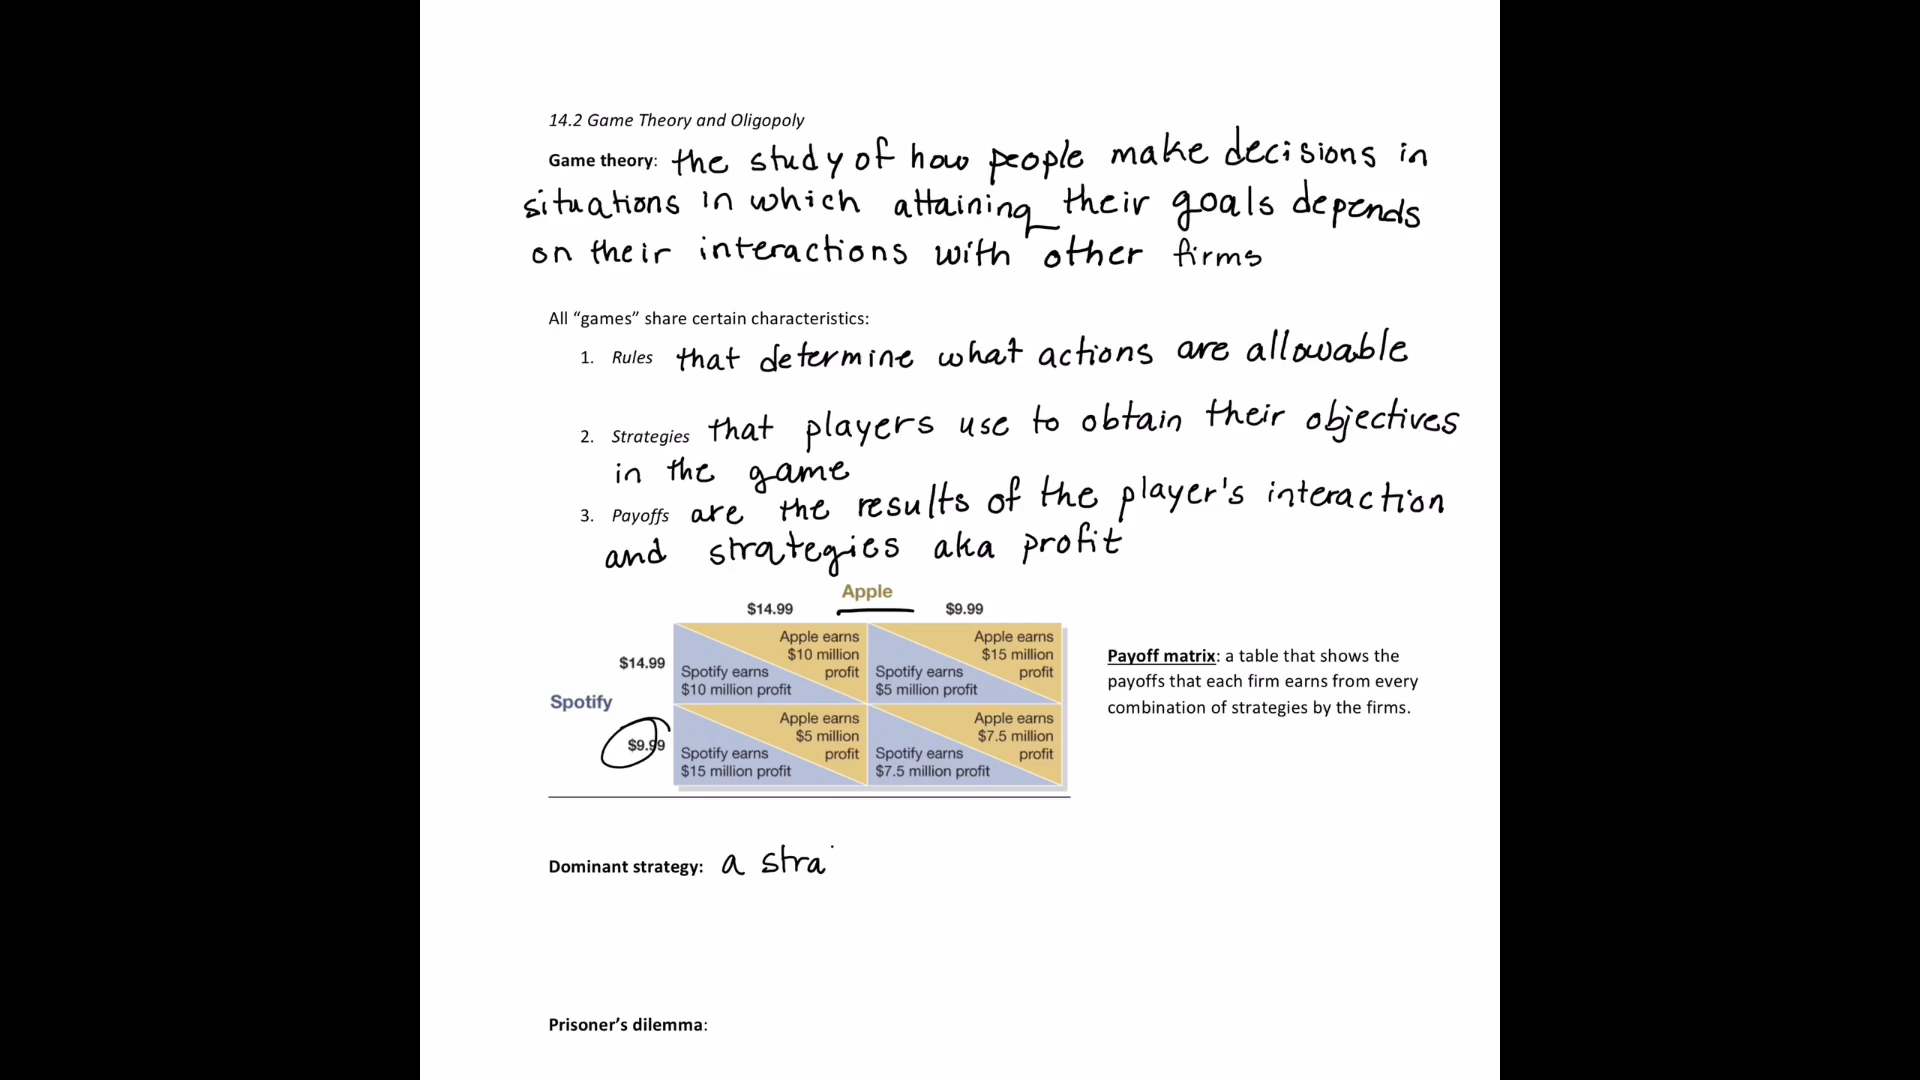 14.2 Game Theory and Oligopoly
Game theory: the study of how people make decisions in
situations in which attaining their goals depends
on their interactions with other firms
All “games” share certain characteristics:
1. Rules that determine what actions are allowable
2. Strategies that players use to obtain their objectives
in the game
3. Payoffs are the results of the player's interaction
and strategies aka profit
Apple
$14.99 $9.99
$14.99
Apple earns
$10 million
profit
Spotify earns
$10 million profit
Apple earns
$15 million
profit
Spotify earns
$5 million profit
Spotify
$9.99
Apple earns
$5 million
profit
Spotify earns
$15 million profit
Apple earns
$7.5 million
profit
Spotify earns
$7.5 million profit
Payoff matrix: a table that shows the
payoffs that each firm earns from every
combination of strategies by the firms.
Dominant strategy: a stra
Prisoner’s dilemma: